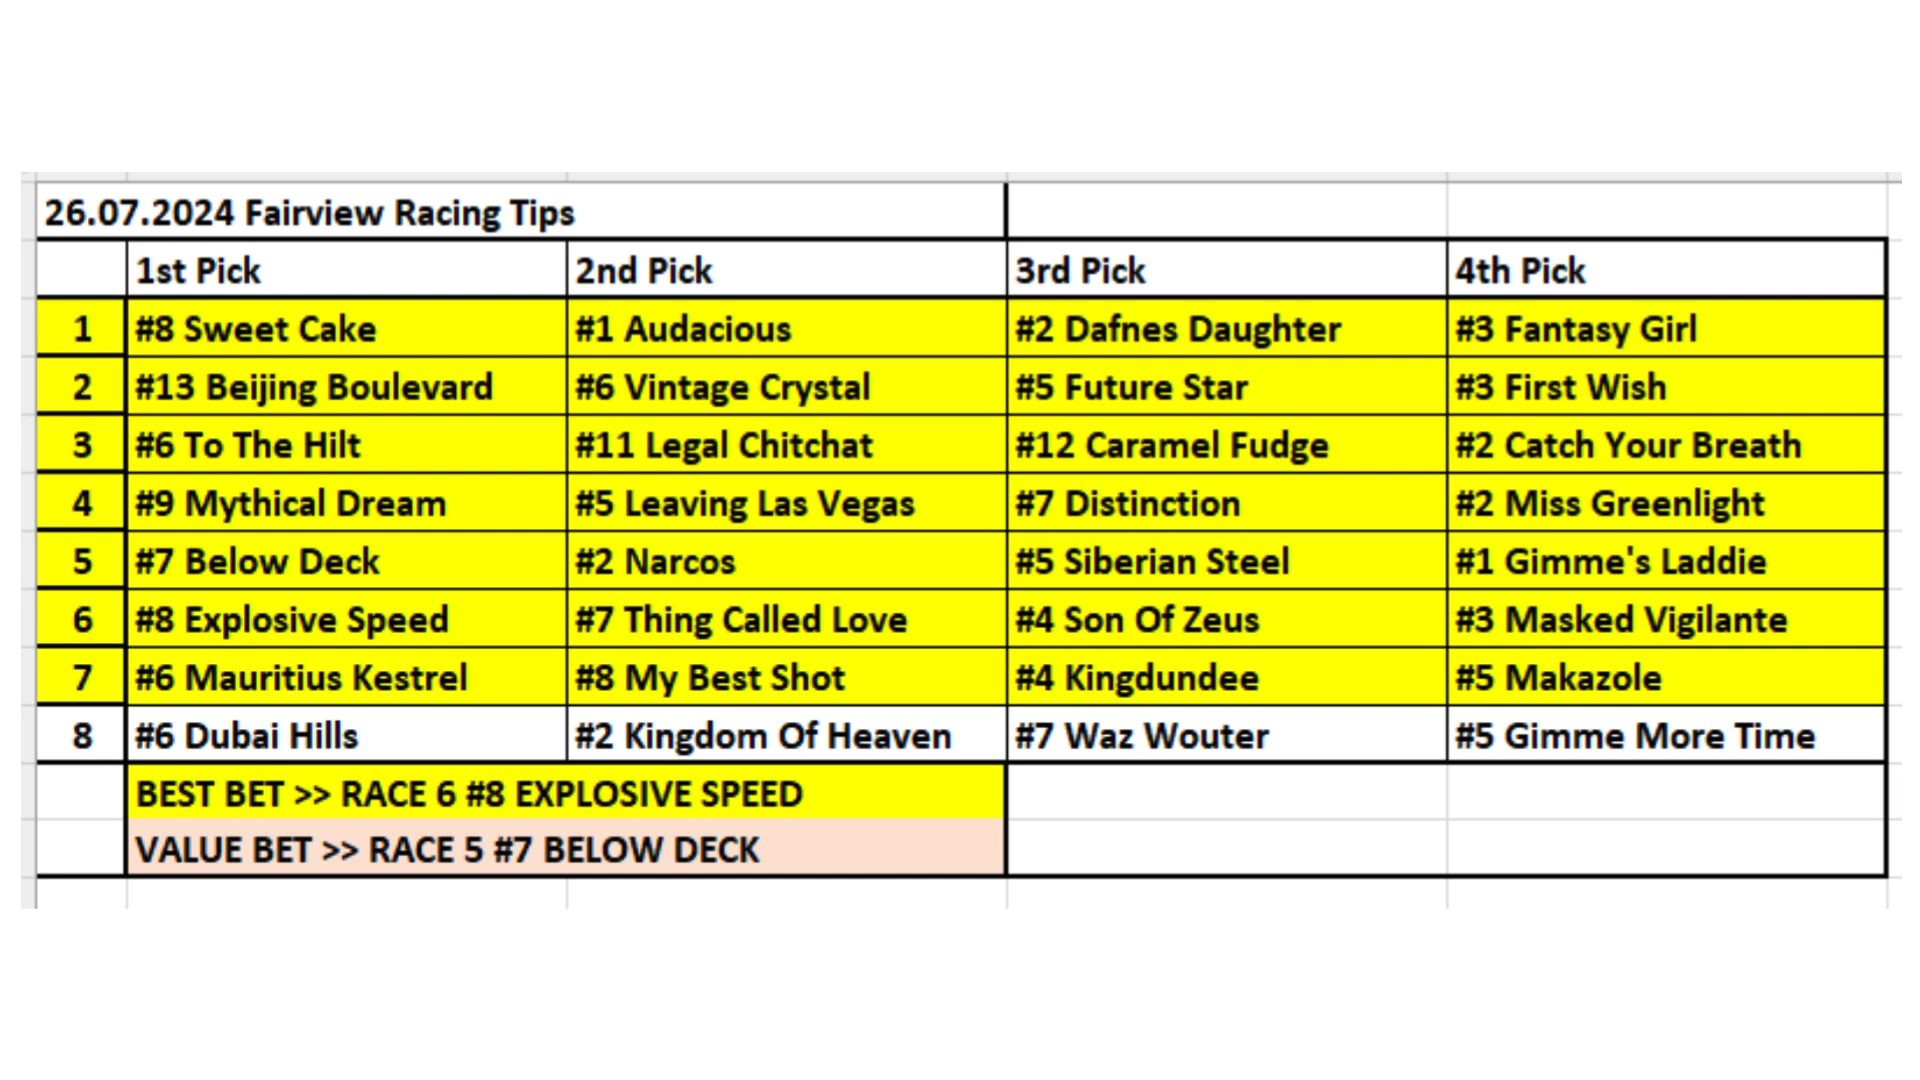 26.07.2024 Fairview Racing Tips
1st Pick 2nd Pick 3rd Pick 4th Pick
1 #8 Sweet Cake #1 Audacious #2 Dafnes Daughter #3 Fantasy Girl
2 #13 Beijing Boulevard #6 Vintage Crystal #5 Future Star #3 First Wish
3 #6 To The Hilt #11 Legal Chitchat #12 Caramel Fudge #2 Catch Your Breath
4 #9 Mythical Dream #5 Leaving Las Vegas #7 Distinction #2 Miss Greenlight
5 #7 Below Deck #2 Narcos #5 Siberian Steel #1 Gimme's Laddie
6 #8 Explosive Speed #7 Thing Called Love #4 Son Of Zeus #3 Masked Vigilante
7 #6 Mauritius Kestrel #8 My Best Shot #4 Kingdundee #5 Makazole
8 #6 Dubai Hills #2 Kingdom Of Heaven #7 Waz Wouter #5 Gimme More Time
BEST BET >> RACE 6 #8 EXPLOSIVE SPEED
VALUE BET >> RACE 5 #7 BELOW DECK